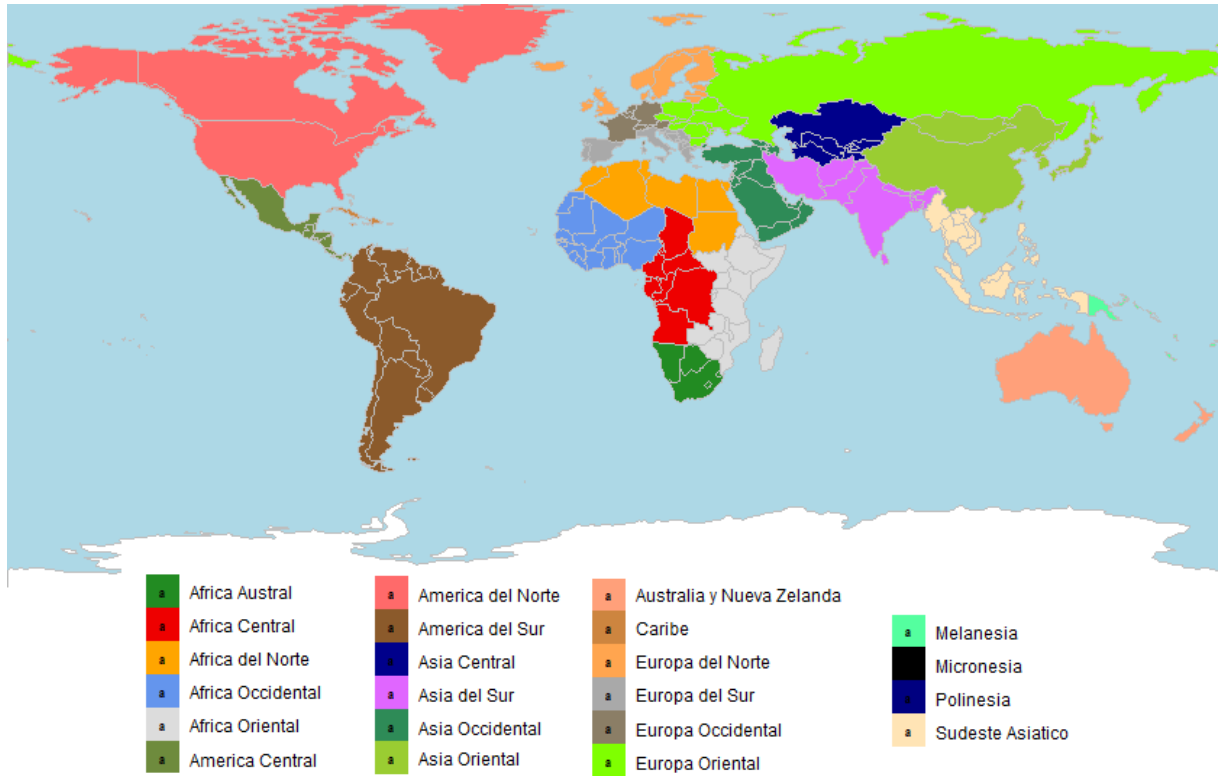 a Africa Austral
a Africa Central
a Africa del Norte
a Africa Occidental
a Africa Oriental
a America Central
a America del Norte
a America del Sur
a Asia Central
a Asia del Sur
a Asia Occidental
a Asia Oriental
a Australia y Nueva Zelanda
a Caribe
a Europa del Norte
a Europa del Sur
a Europa Occidental
a Europa Oriental
a Melanesia
Micronesia
a Polinesia
a Sudeste Asiatico